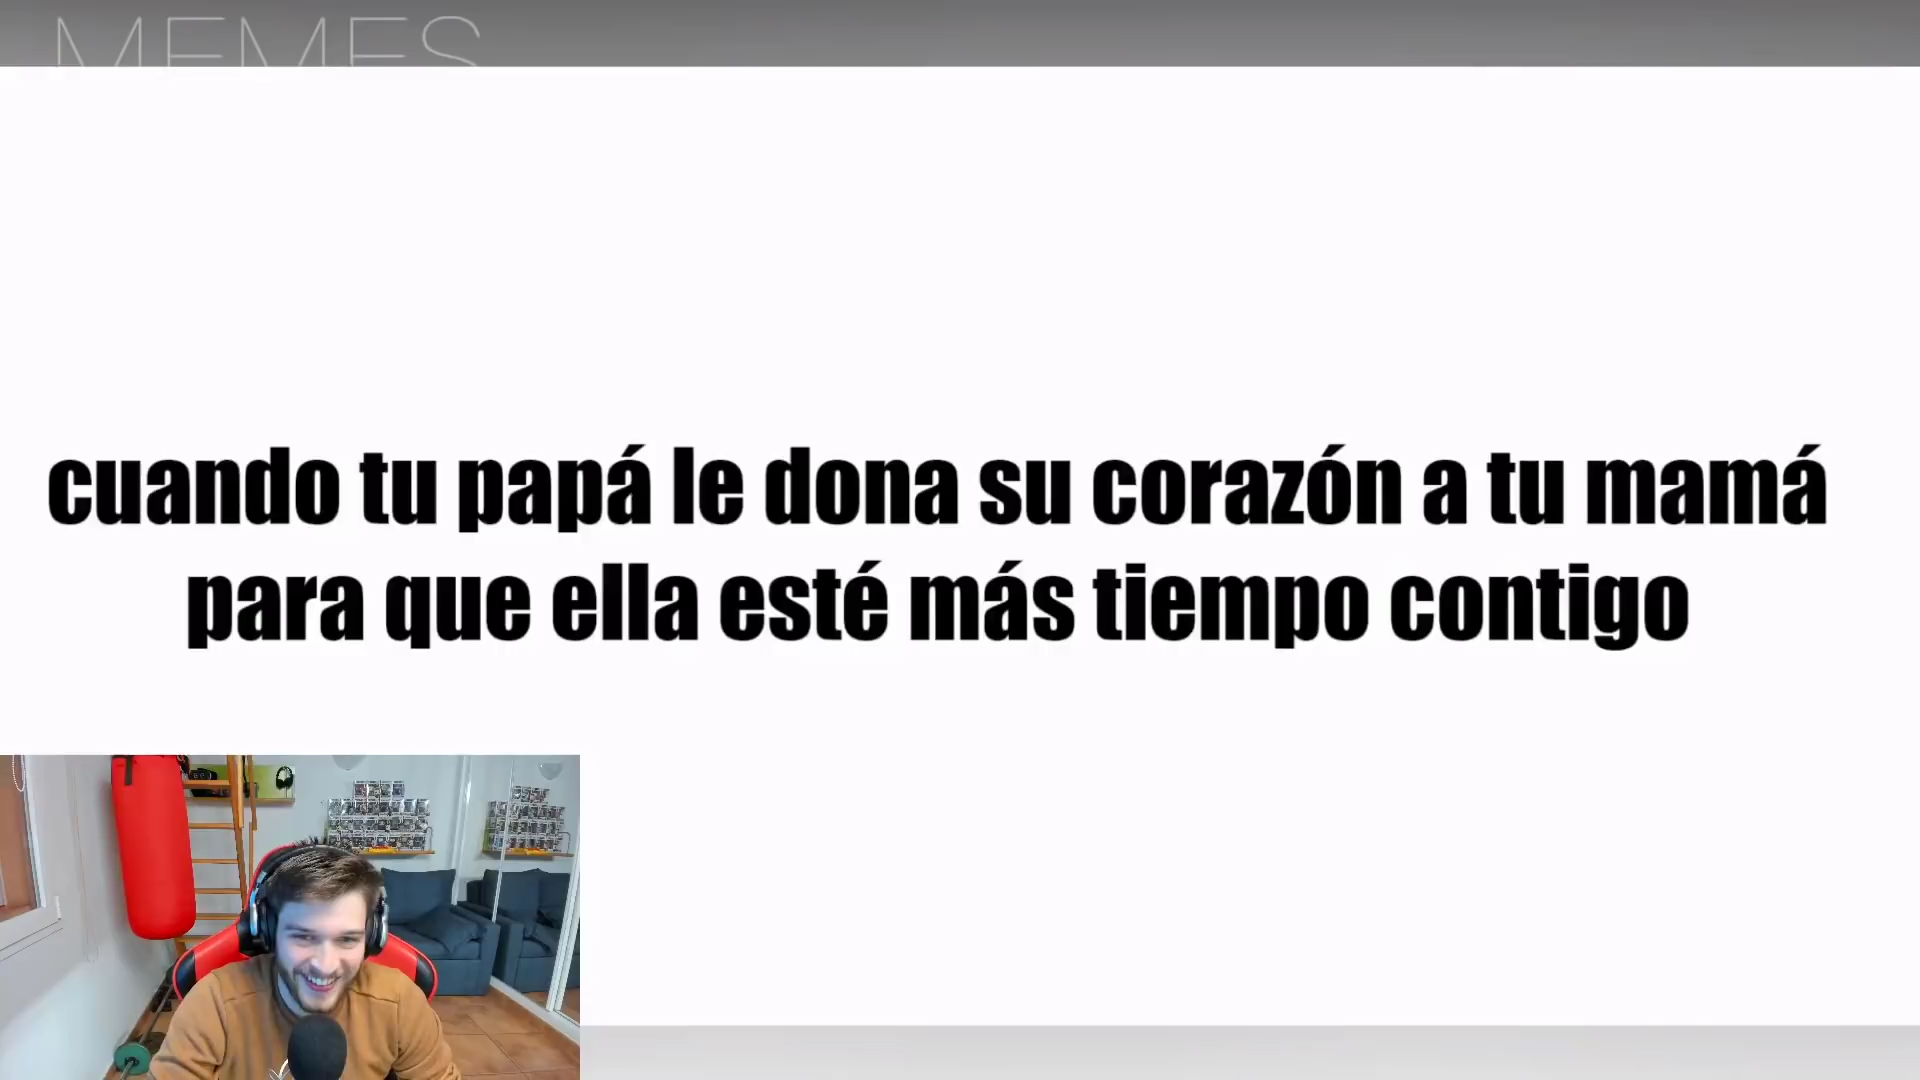 MEMES
cuando tu papá le dona su corazón a tu mamá
para que ella esté más tiempo contigo